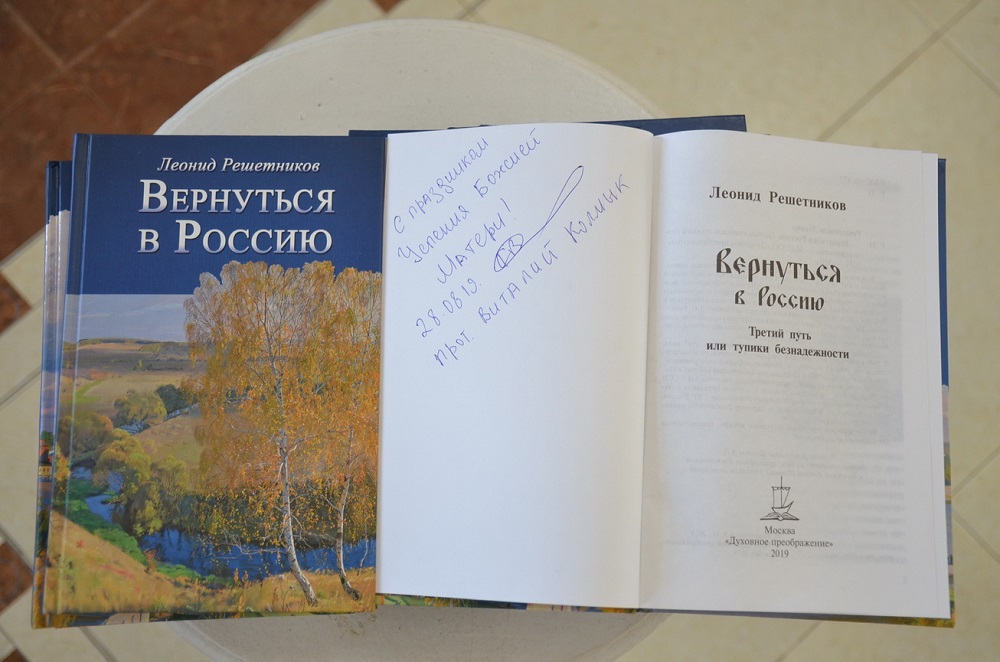 Леонид Решетников
Вернуться
в Россию
с праздником
Успения Божией
Матери!
28.08.19.
прот. Виталий Колмык
Леонид Решетников
Вернуться
в Россию
Третий путь
или тупики безнадежности
Москва
«Духовное преображение»
2019